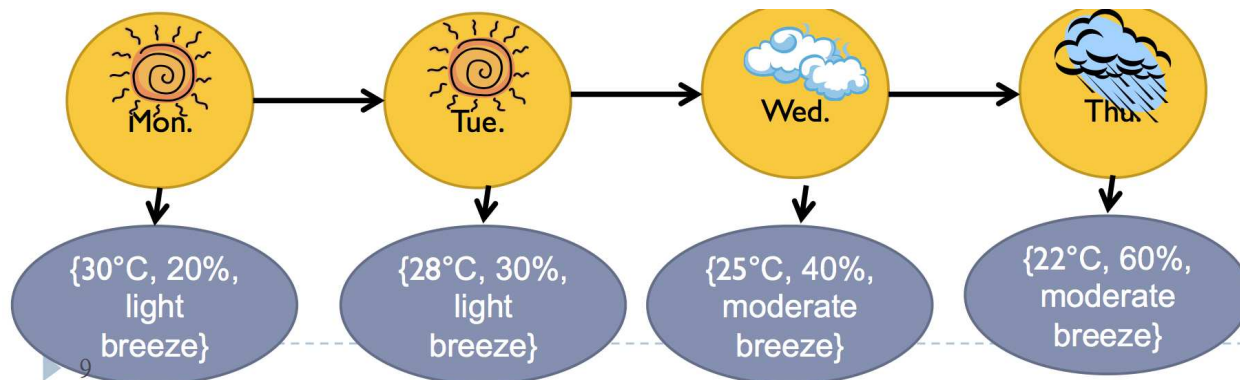 Mon.
Tue.
Wed.
Thu.
{30°C, 20%,
light
breeze}
{28°C, 30%,
light
breeze}
{25°C, 40%,
moderate
breeze}
{22°C, 60%,
moderate
breeze}
9